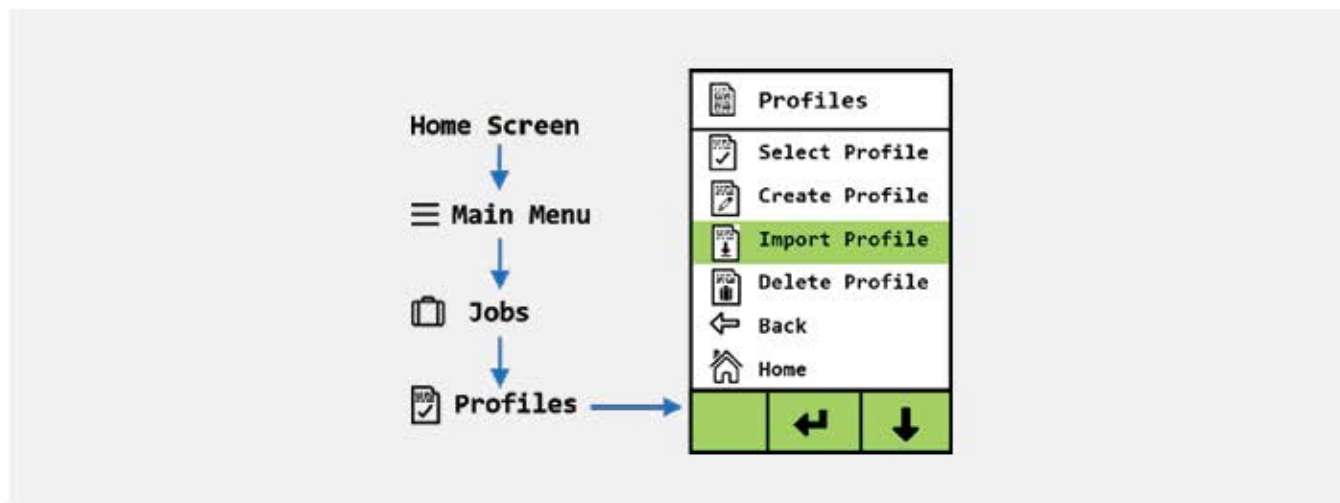 Home Screen
Main Menu
Jobs
Profiles
Profiles
Select Profile
Create Profile
Import Profile
Delete Profile
Back
Home